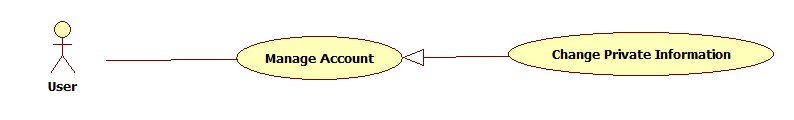 Manage Account
Change Private Information
User